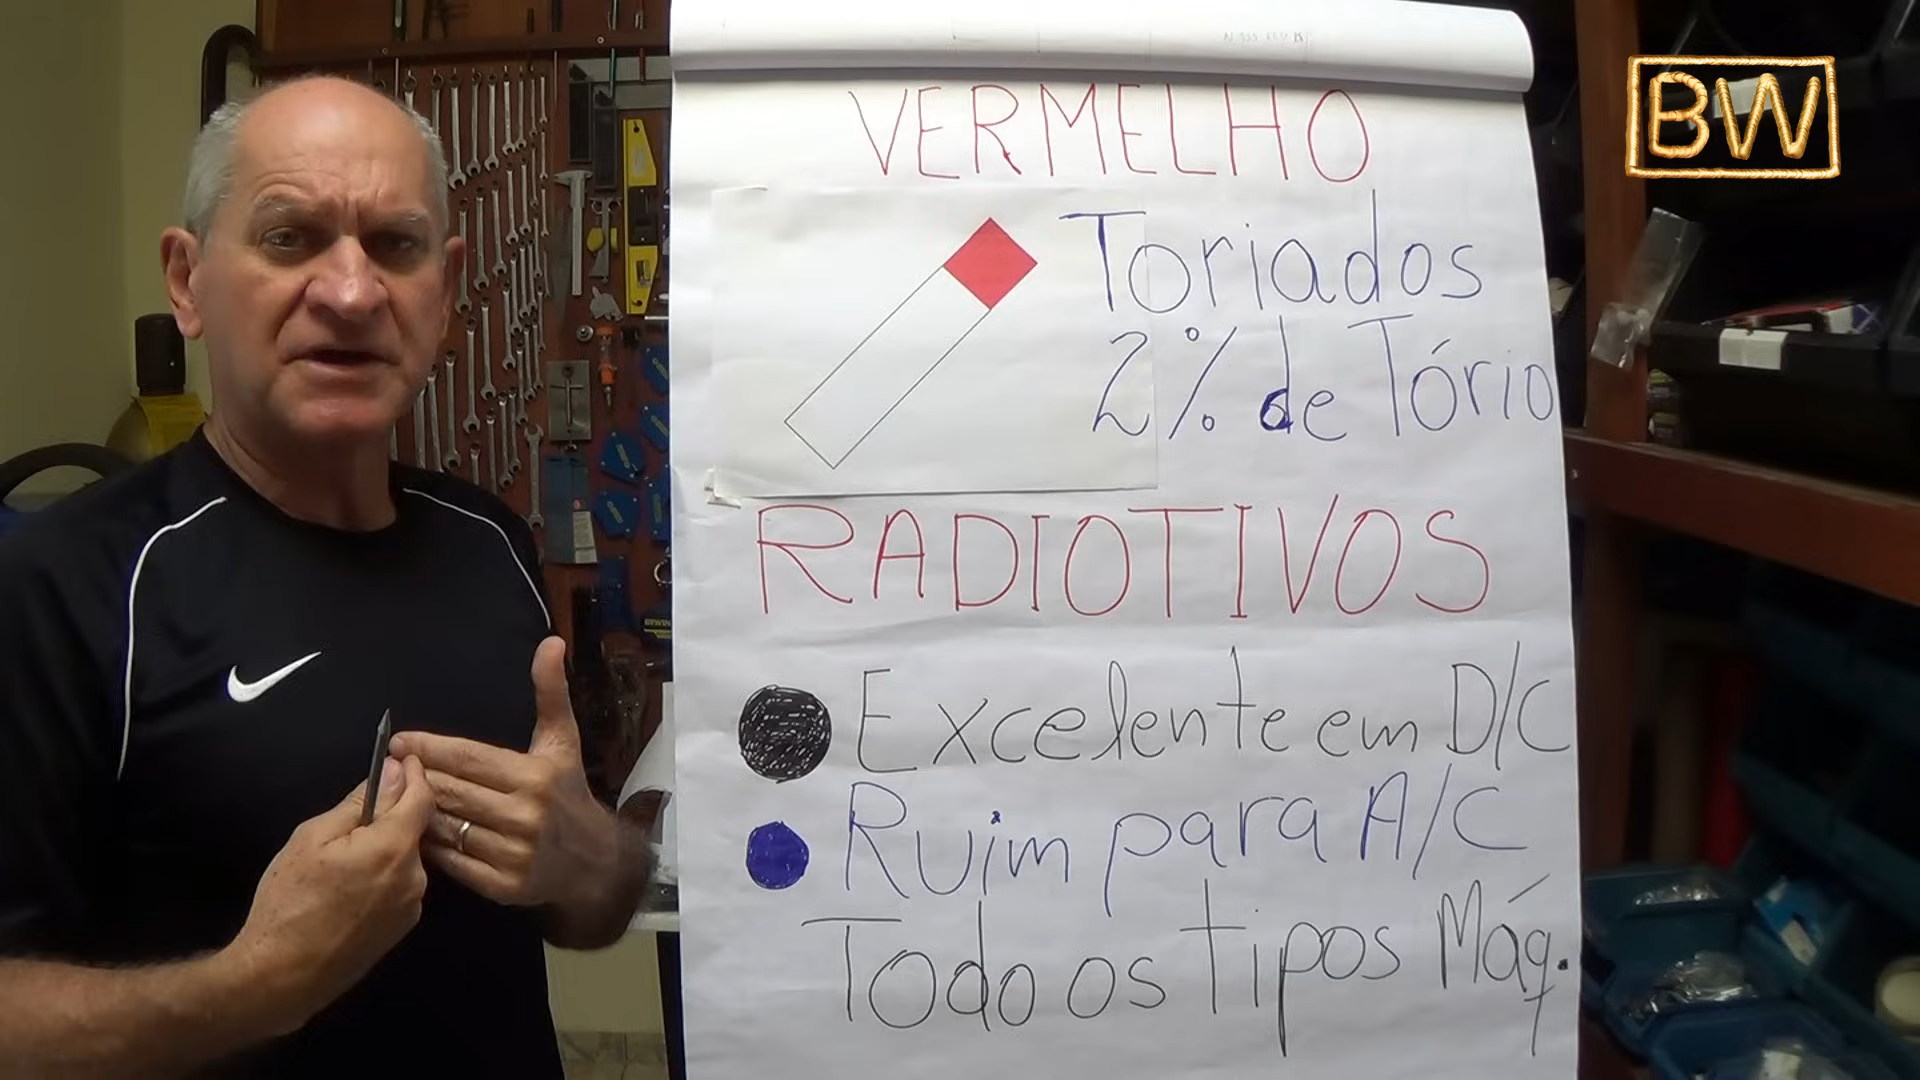 BW
VERMELHO
Toriados
2% de Tório
RADIOTIVOS
Excelente em D/C
Ruim para A/C
Todo os tipos Máq.